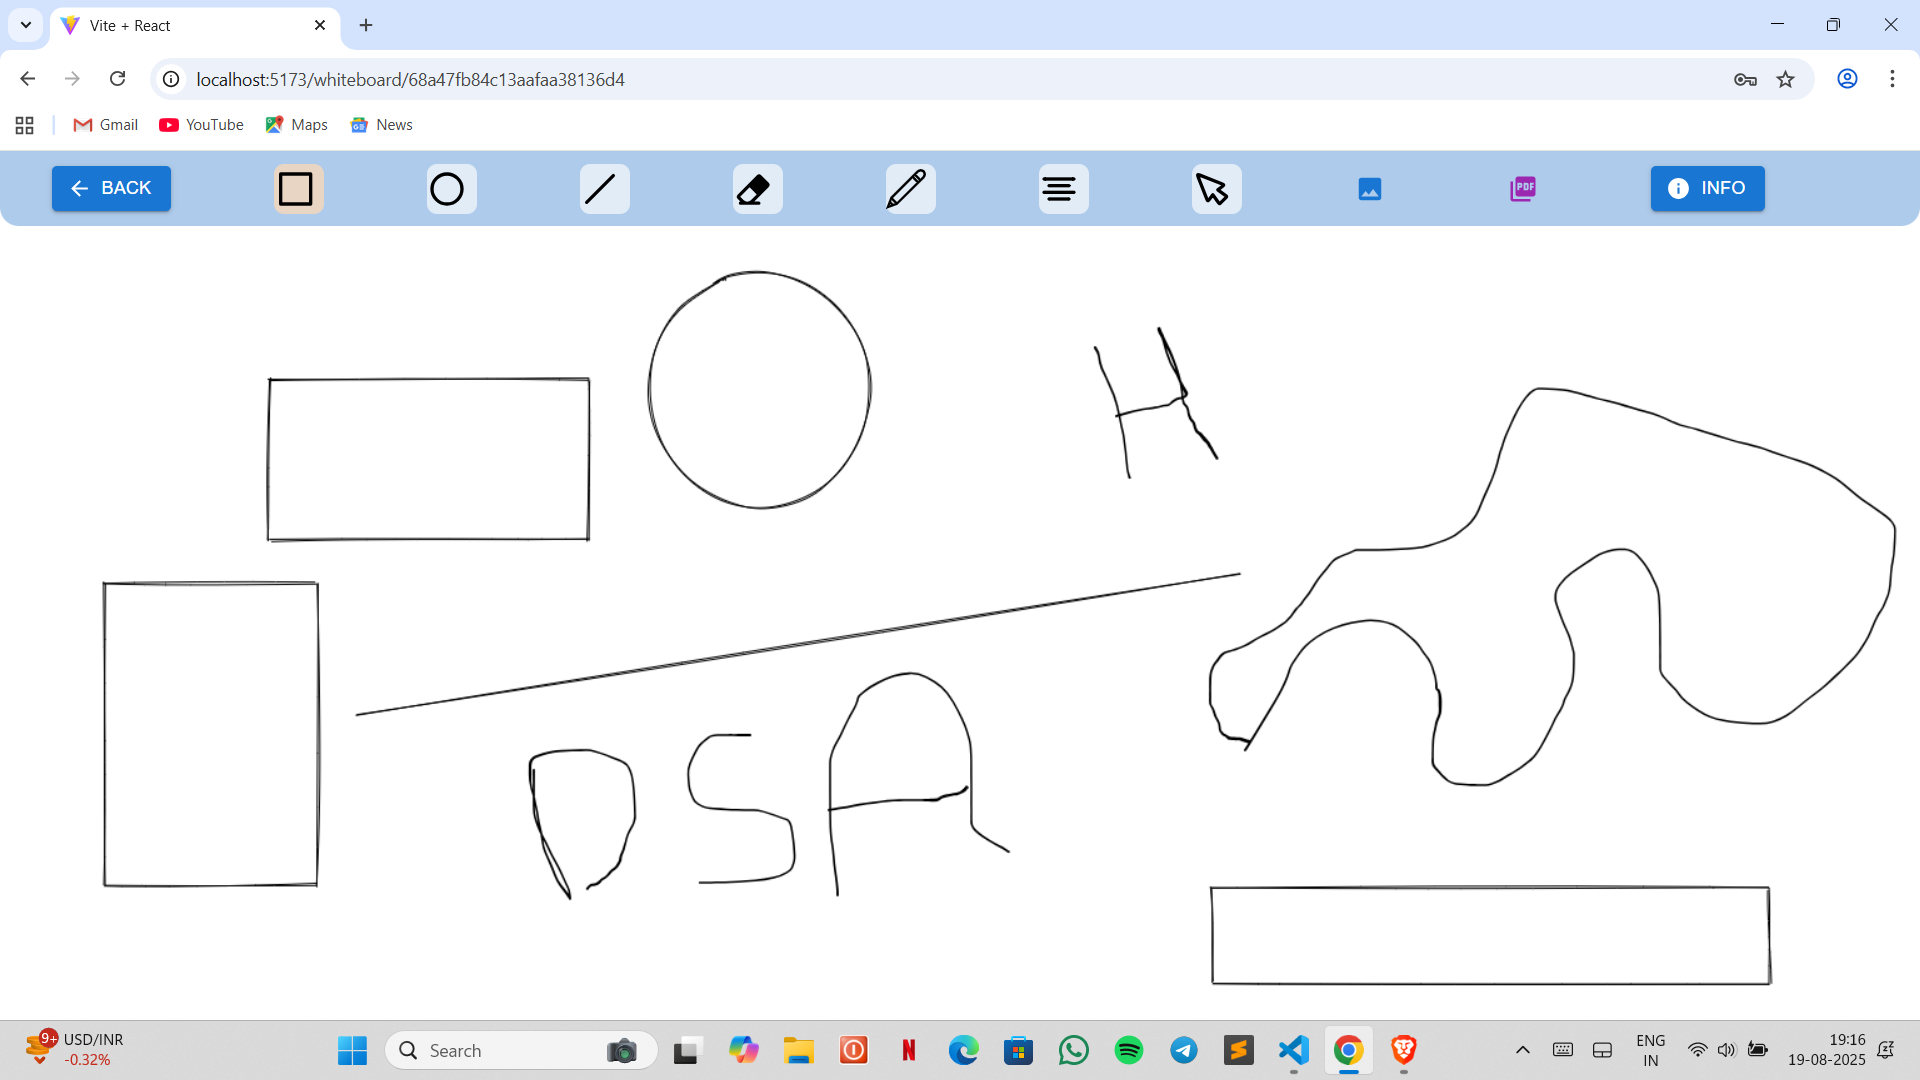 Vite + React
localhost:5173/whiteboard/68a47fb84c13aafaa38136d4
Gmail YouTube Maps News
BACK PDF INFO
H
DSA
9+ USD/INR
-0.32%
Search
N
ENG
IN
19:16
19-08-2025